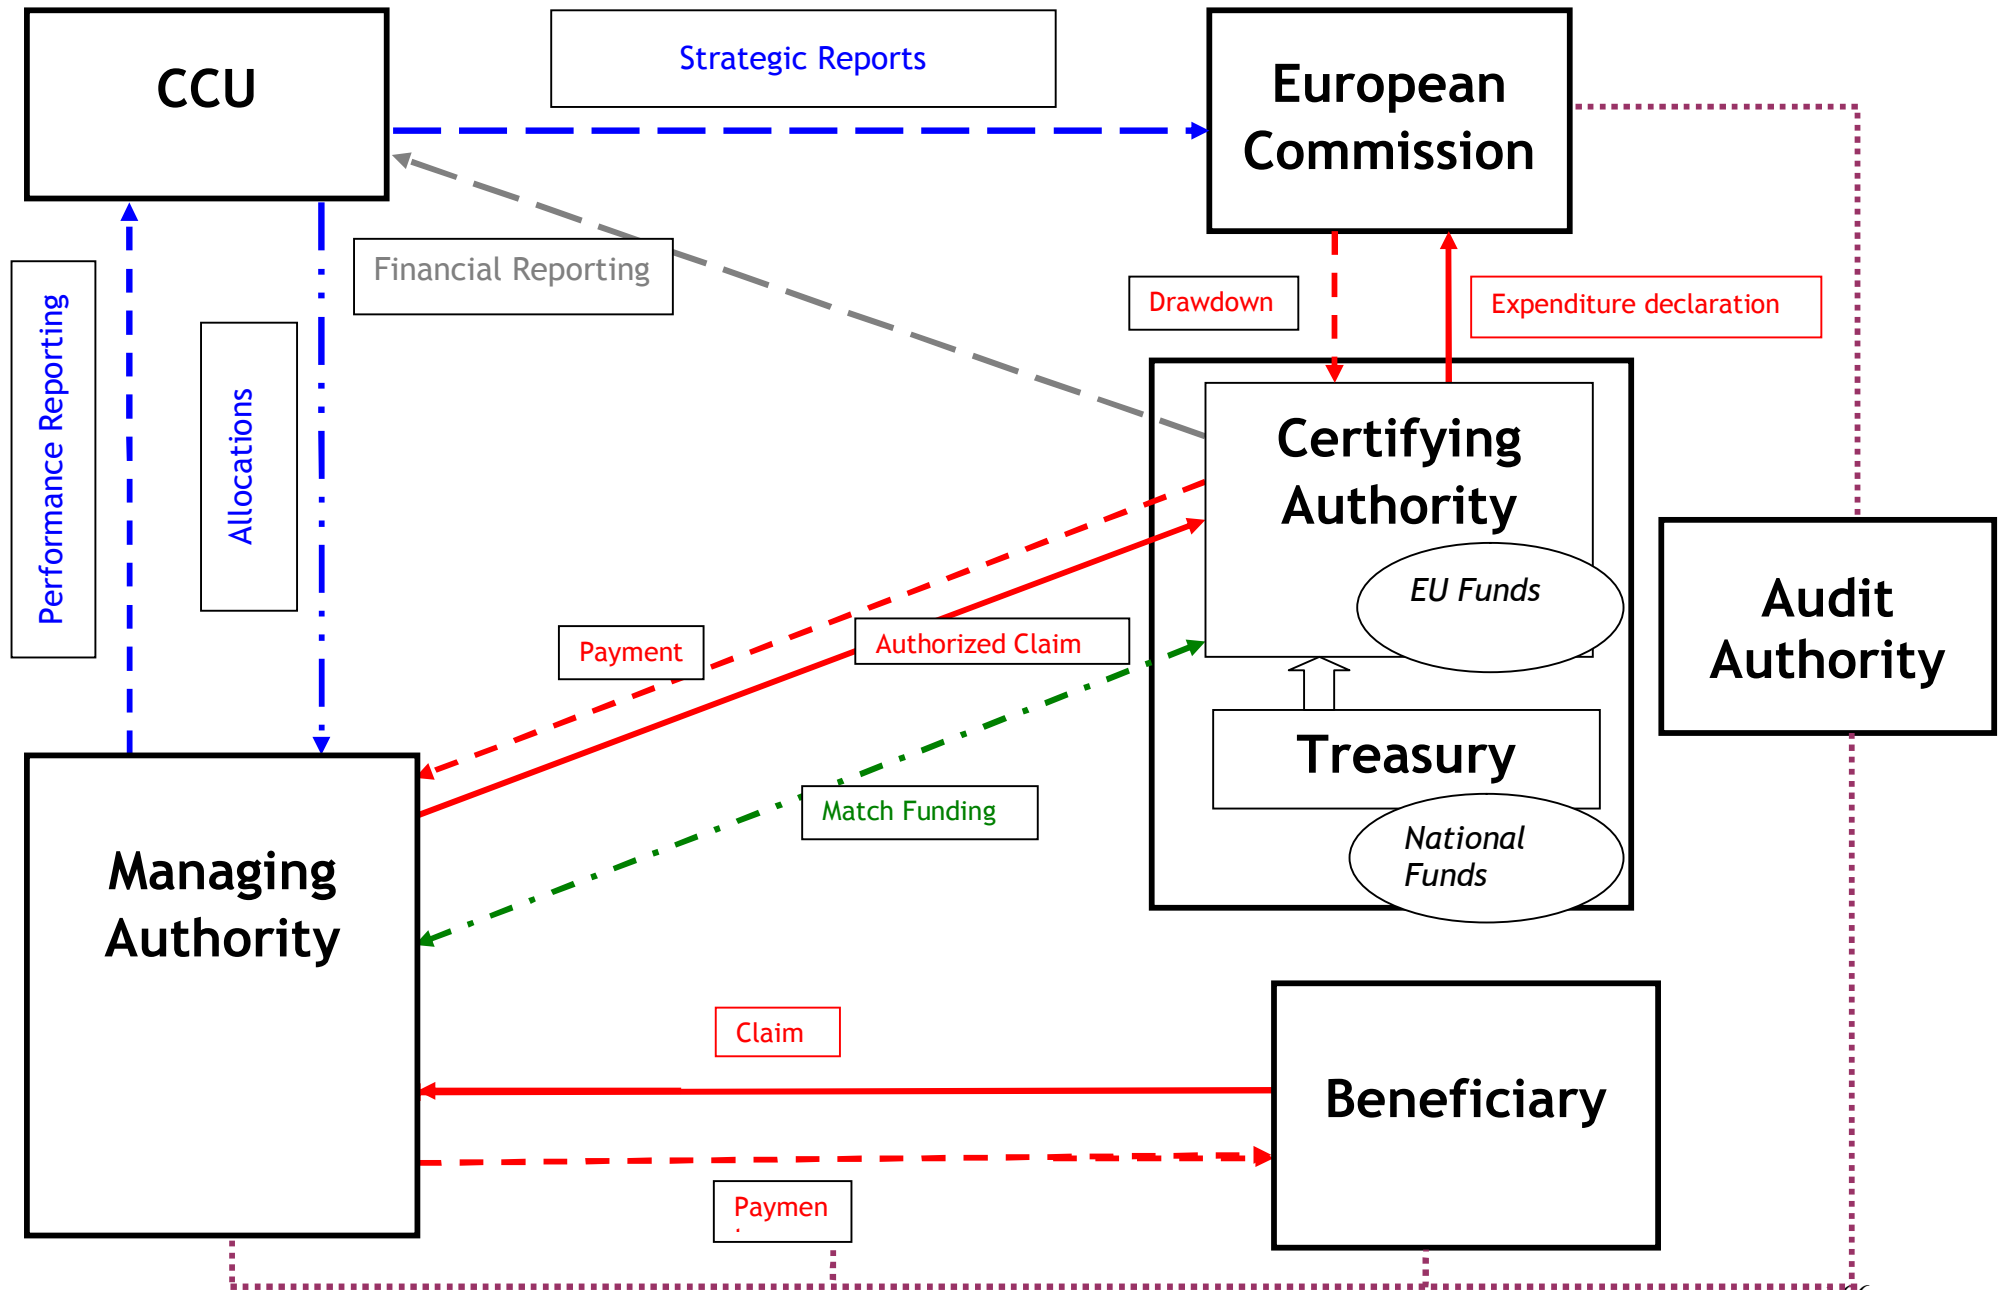 CCU
Strategic Reports
European
Commission
Financial Reporting
Drawdown
Expenditure declaration
Performance Reporting
Allocations
Certifying
Authority
EU Funds
Audit
Authority
Payment
Authorized Claim
Treasury
Match Funding
National
Funds
Managing
Authority
Claim
Beneficiary
Paymen